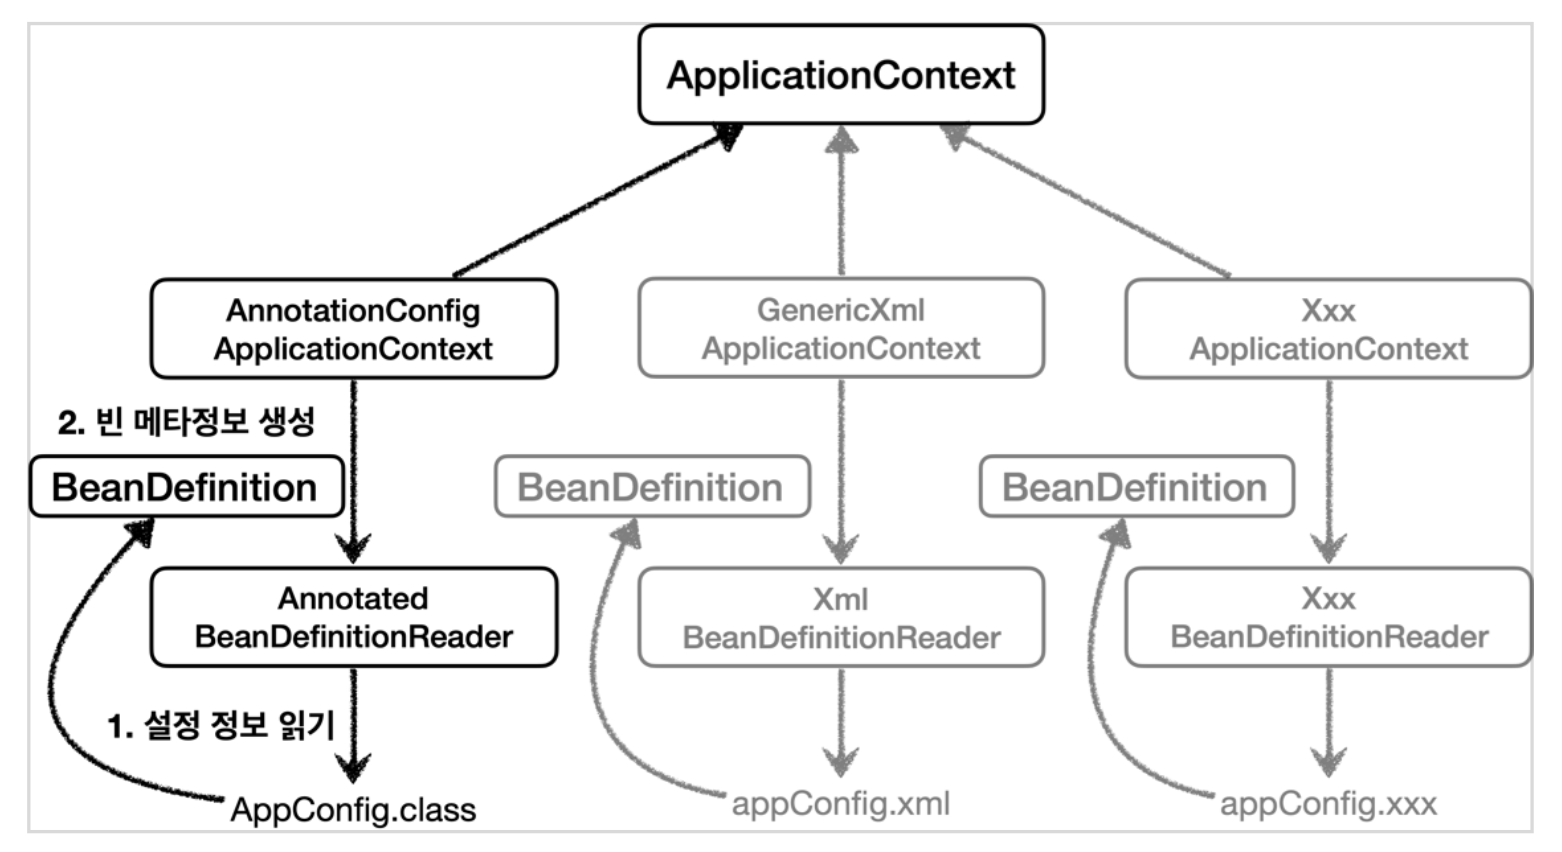 ApplicationContext
AnnotationConfig
ApplicationContext
GenericXml
ApplicationContext
Xxx
ApplicationContext
2. 빈 메타정보 생성
BeanDefinition
BeanDefinition
BeanDefinition
Annotated
BeanDefinitionReader
Xml
BeanDefinitionReader
Xxx
BeanDefinitionReader
1. 설정 정보 읽기
AppConfig.class
appConfig.xml
appConfig.xxx